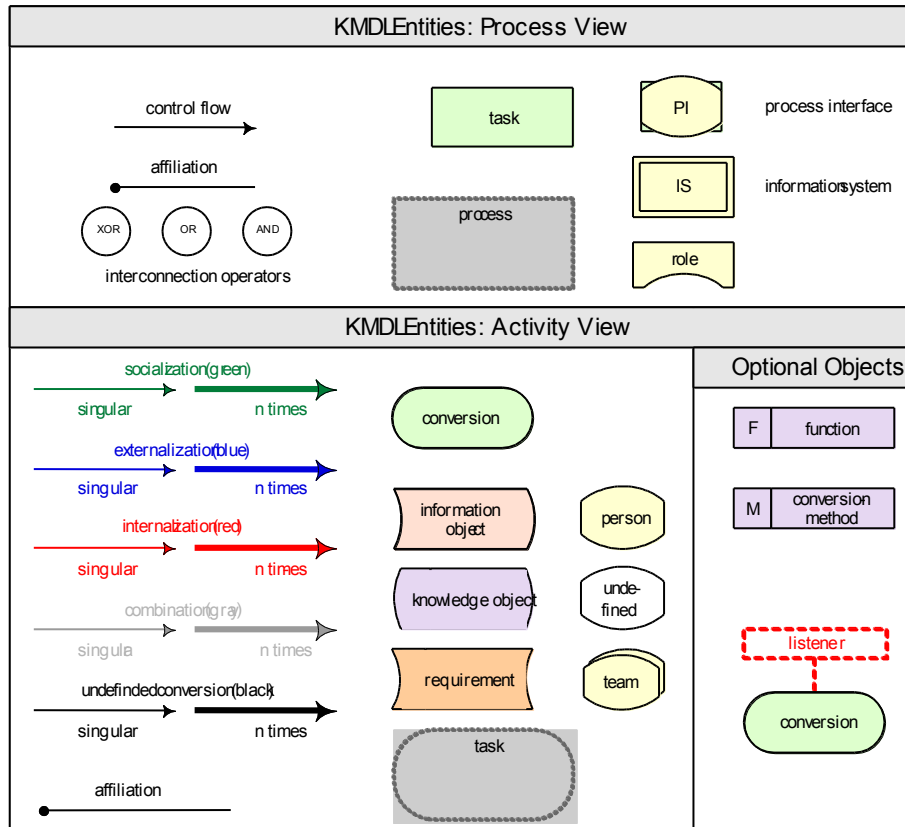 KMDLEntities: Process View
control flow
task
PI
process interface
affiliation
IS
informationsystem
XOR
OR
AND
process
role
interconnection operators
KMDLEntities: Activity View
Optional Objects
socialization(green)
singular
n times
conversion
F
function
externalization(blue)
singular
n times
M
conversion
method
information
object
person
internalization(red)
singular
n times
knowledge object
unde-
fined
combination(gray)
singula
n times
listener
requirement
team
undefindedconversion(black)
singular
n times
conversion
task
affiliation